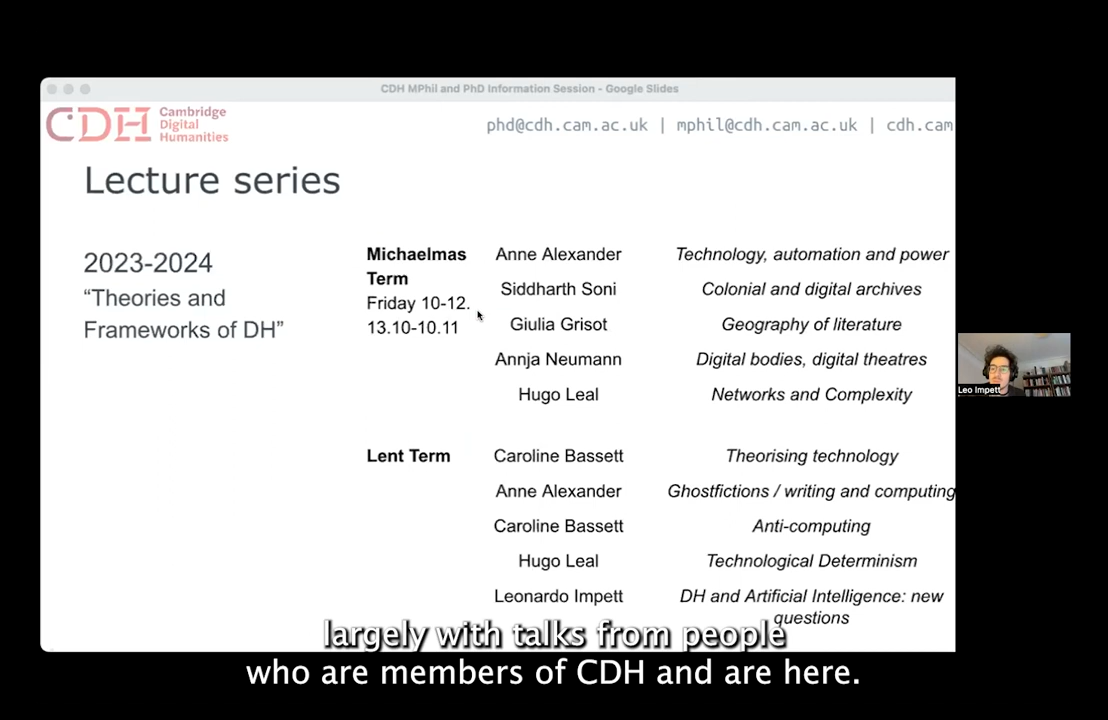 CDH MPhil and PhD Information Session - Google Slides
CDH Cambridge
Digital
Humanities
phd@cdh.cam.ac.uk | mphil@cdh.cam.ac.uk | cdh.cam
Lecture series
2023-2024
“Theories and
Frameworks of DH”
Michaelmas
Term
Friday 10-12.
13.10-10.11
Anne Alexander Technology, automation and power
Siddharth Soni Colonial and digital archives
Giulia Grisot Geography of literature
Annja Neumann Digital bodies, digital theatres
Hugo Leal Networks and Complexity
Lent Term
Caroline Bassett Theorising technology
Anne Alexander Ghostfictions / writing and computing
Caroline Bassett Anti-computing
Hugo Leal Technological Determinism
Leonardo Impett DH and Artificial Intelligence: new
questions
Leo Impett
largely with talks from people
who are members of CDH and are here.